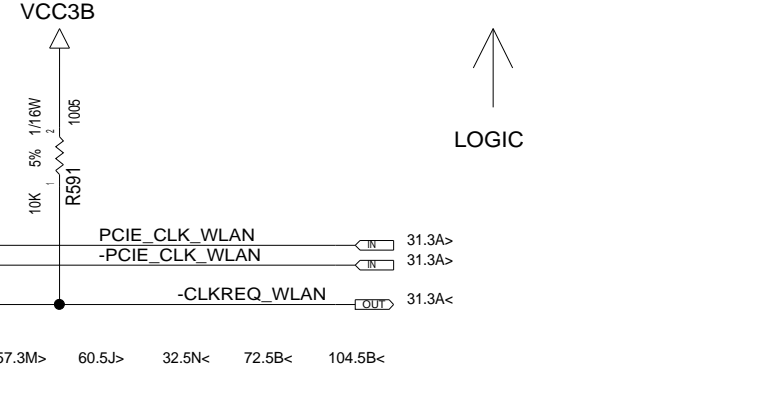 VCC3B
LOGIC
10K 5% 1/16W
2
1005
1
R591
PCIE_CLK_WLAN IN 31.3A>
-PCIE_CLK_WLAN IN 31.3A>
-CLKREQ_WLAN OUT 31.3A<
57.3M> 60.5J> 32.5N< 72.5B< 104.5B<